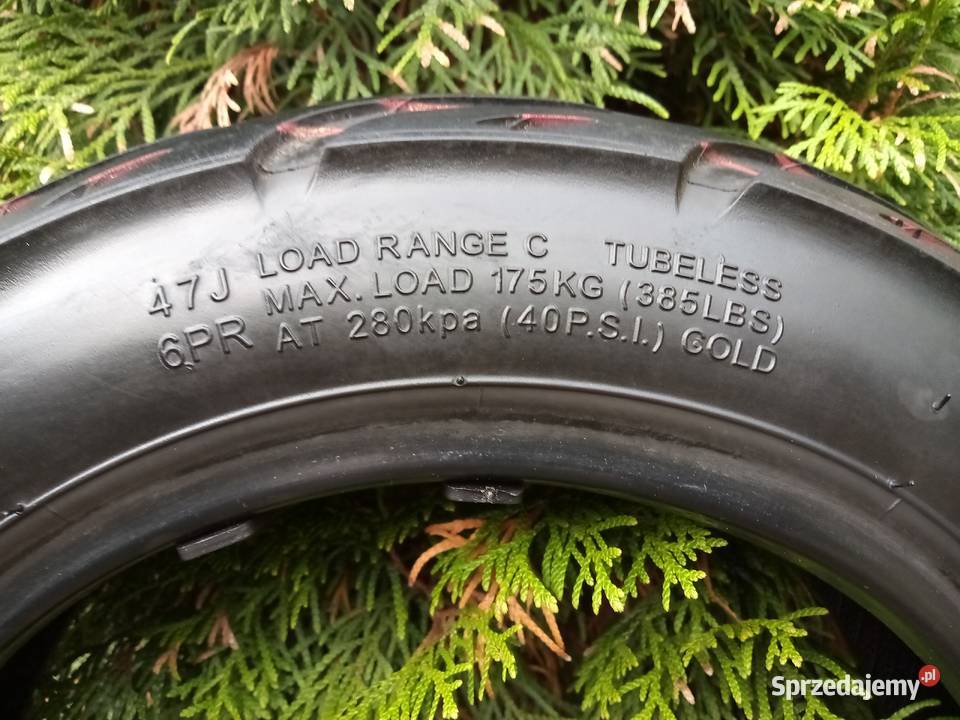 47J LOAD RANGE C TUBELESS
MAX. LOAD 175KG (385LBS)
6PR AT 280kpa (40P.S.I.) GOLD
Sprzedajemy.pl